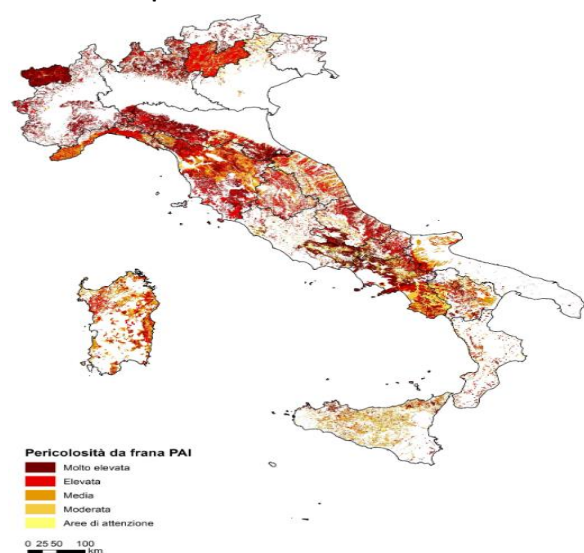 Pericolosità da frana PAI
Molto elevata
Elevata
Media
Moderata
Aree di attenzione
0 25 50 100
km